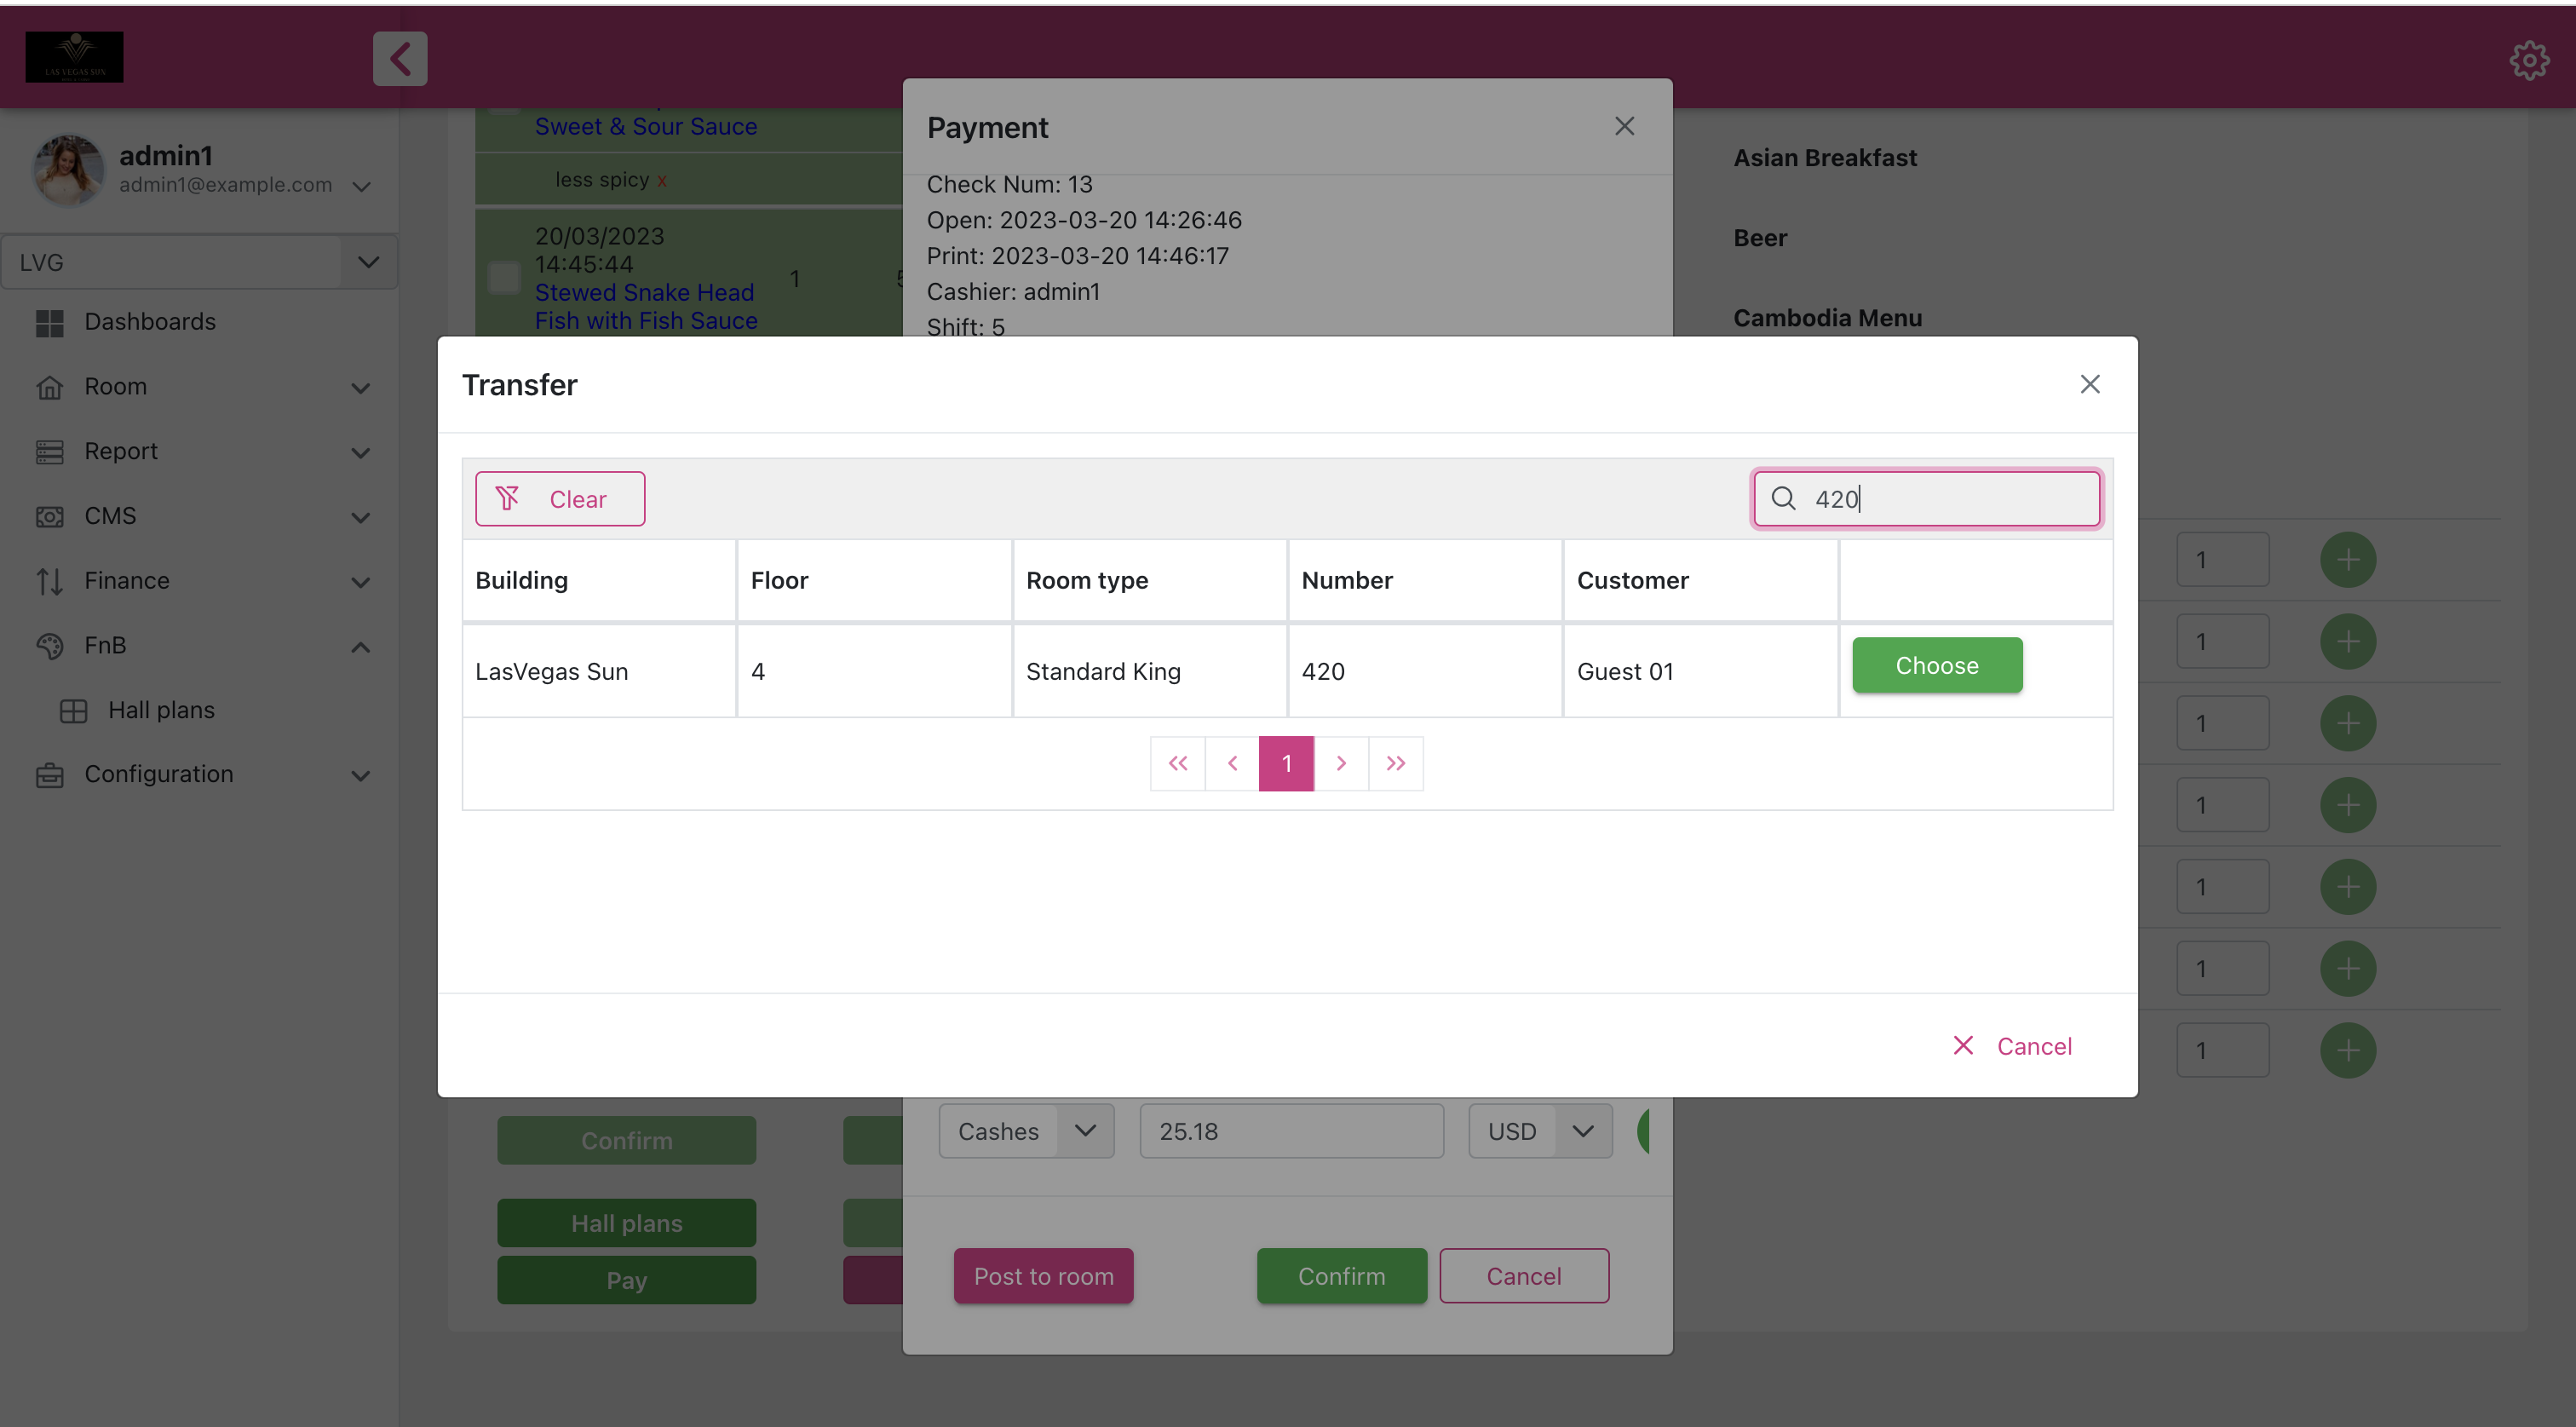 LAS VEGAS SUN
admin1
admin1@example.com
LVG
Dashboards
Room
Report
CMS
Finance
FnB
Hall plans
Configuration
Sweet & Sour Sauce
less spicy x
20/03/2023
14:45:44
Stewed Snake Head
Fish with Fish Sauce
1
Payment
Check Num: 13
Open: 2023-03-20 14:26:46
Print: 2023-03-20 14:46:17
Cashier: admin1
Shift: 5
Asian Breakfast
Beer
Cambodia Menu
Transfer
Clear
420
Building Floor Room type Number Customer
LasVegas Sun 4 Standard King 420 Guest 01 Choose
1
Cancel
1
1
1
1
1
1
1
Confirm
Hall plans
Pay
Cashes 25.18 USD
Post to room Confirm Cancel